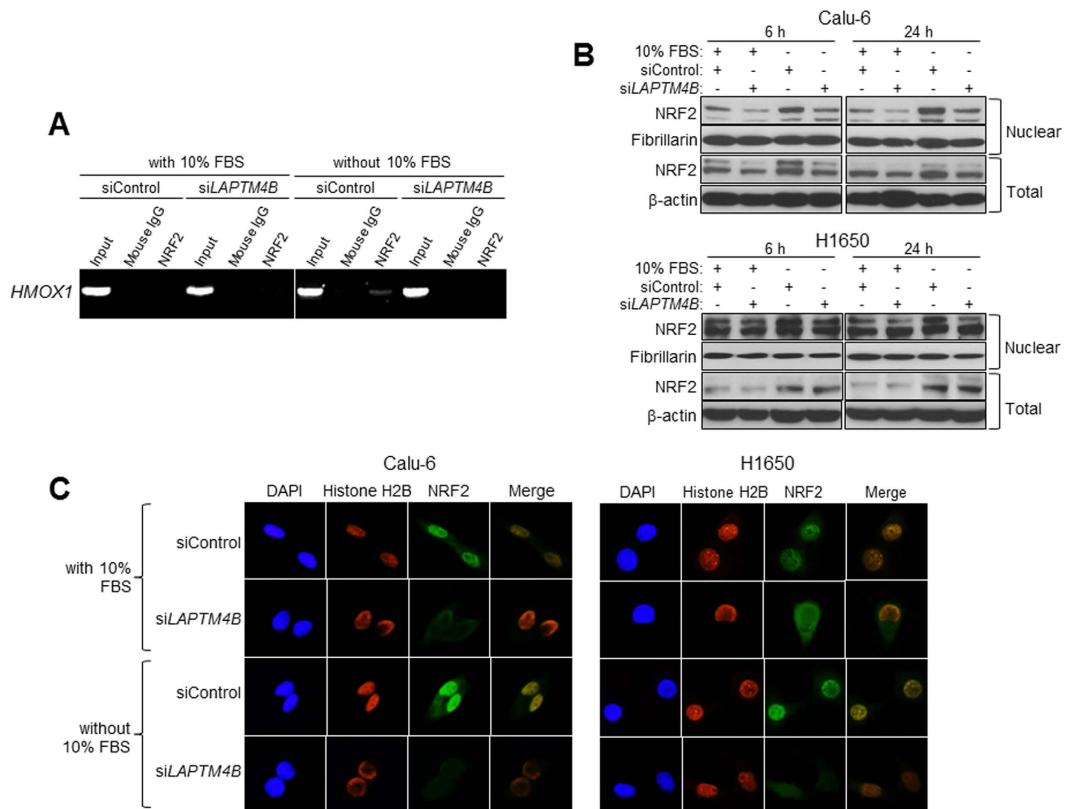 A
with 10% FBS
without 10% FBS
siControl
siLAPTM4B
siControl
siLAPTM4B
Input
Mouse IgG
NRF2
Input
Mouse IgG
NRF2
Input
Mouse IgG
NRF2
Input
Mouse IgG
NRF2
HMOX1
B
Calu-6
6 h
24 h
10% FBS: + + - - + + - -
siControl: + - + - + - + -
siLAPTM4B: - + - + - + - +
NRF2
Fibrillarin
Nuclear
NRF2
β-actin
Total
H1650
6 h
24 h
10% FBS: + + - - + + - -
siControl: + - + - + - + -
siLAPTM4B: - + - + - + - +
NRF2
Fibrillarin
Nuclear
NRF2
β-actin
Total
C
Calu-6
H1650
DAPI Histone H2B NRF2 Merge
DAPI Histone H2B NRF2 Merge
with 10%
FBS
siControl
siLAPTM4B
without
10% FBS
siControl
siLAPTM4B